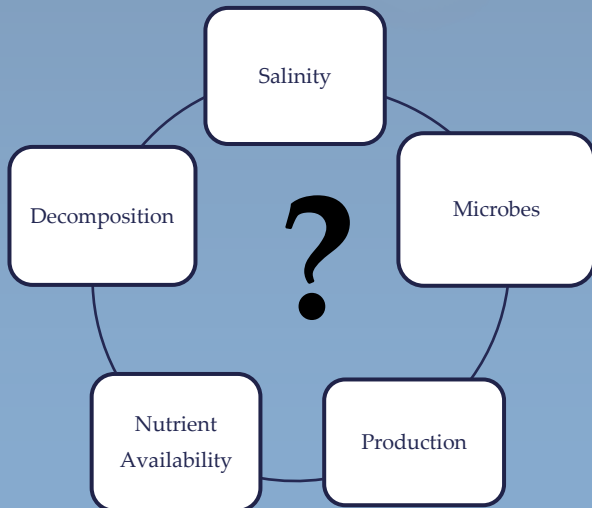 Salinity
Microbes
Decomposition
?
Nutrient
Availability
Production